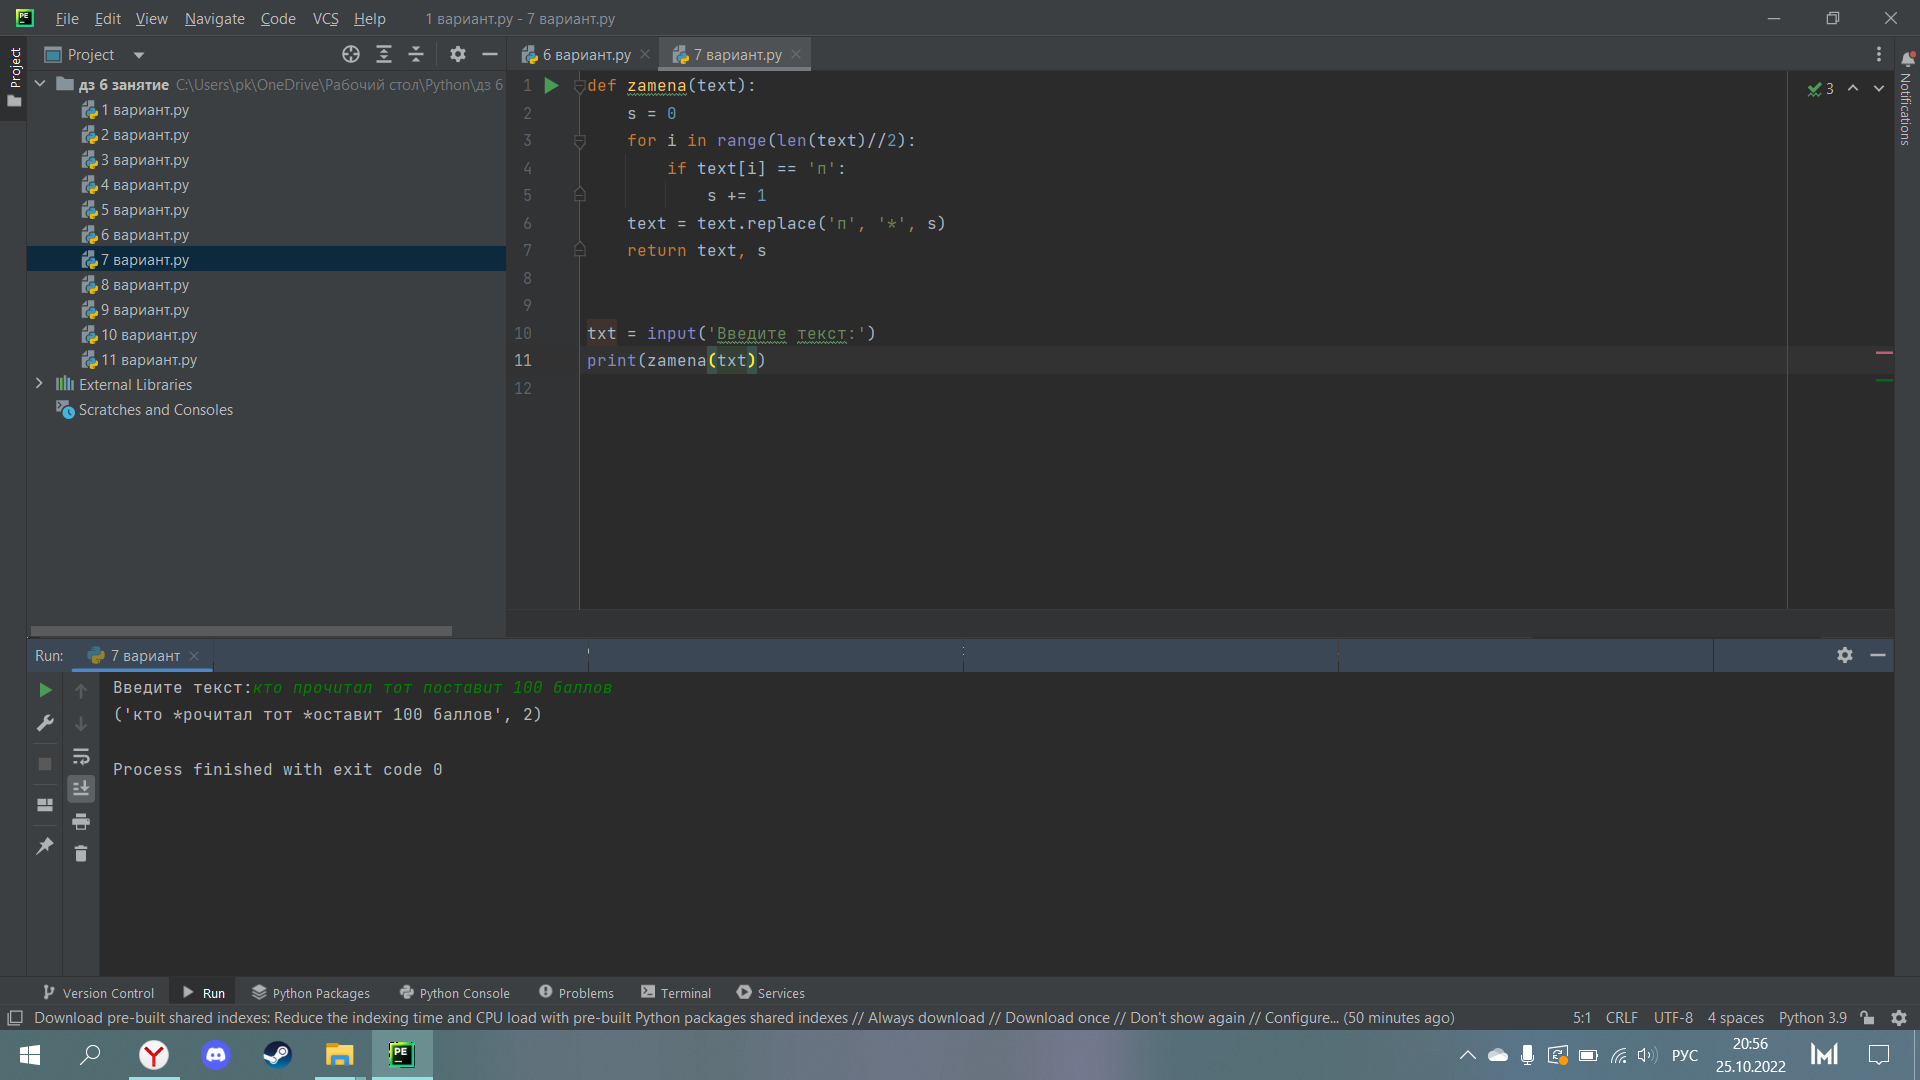 File Edit View Navigate Code VCS Help 1 вариант.py - 7 вариант.py
Project
Project
6 вариант.py
7 вариант.py
дз 6 занятие C:\Users\pk\OneDrive\Рабочий стол\Python\дз 6
1 вариант.py
2 вариант.py
3 вариант.py
4 вариант.py
5 вариант.py
6 вариант.py
7 вариант.py
8 вариант.py
9 вариант.py
10 вариант.py
11 вариант.py
External Libraries
Scratches and Consoles
1 def zamena(text):
2 s = 0
3 for i in range(len(text)//2):
4 if text[i] == 'п':
5 s += 1
6 text = text.replace('п', '*', s)
7 return text, s
8
9
10 txt = input('Введите текст:')
11 print(zamena(txt))
12
3
Notifications
Run: 7 вариант
Введите текст:кто прочитал тот поставит 100 баллов
('кто *рочитал тот *оставит 100 баллов', 2)
Process finished with exit code 0
Version Control Run Python Packages Python Console Problems Terminal Services
Download pre-built shared indexes: Reduce the indexing time and CPU load with pre-built Python packages shared indexes // Always download // Download once // Don't show again // Configure... (50 minutes ago) 5:1 CRLF UTF-8 4 spaces Python 3.9
PE
РУС
20:56
25.10.2022